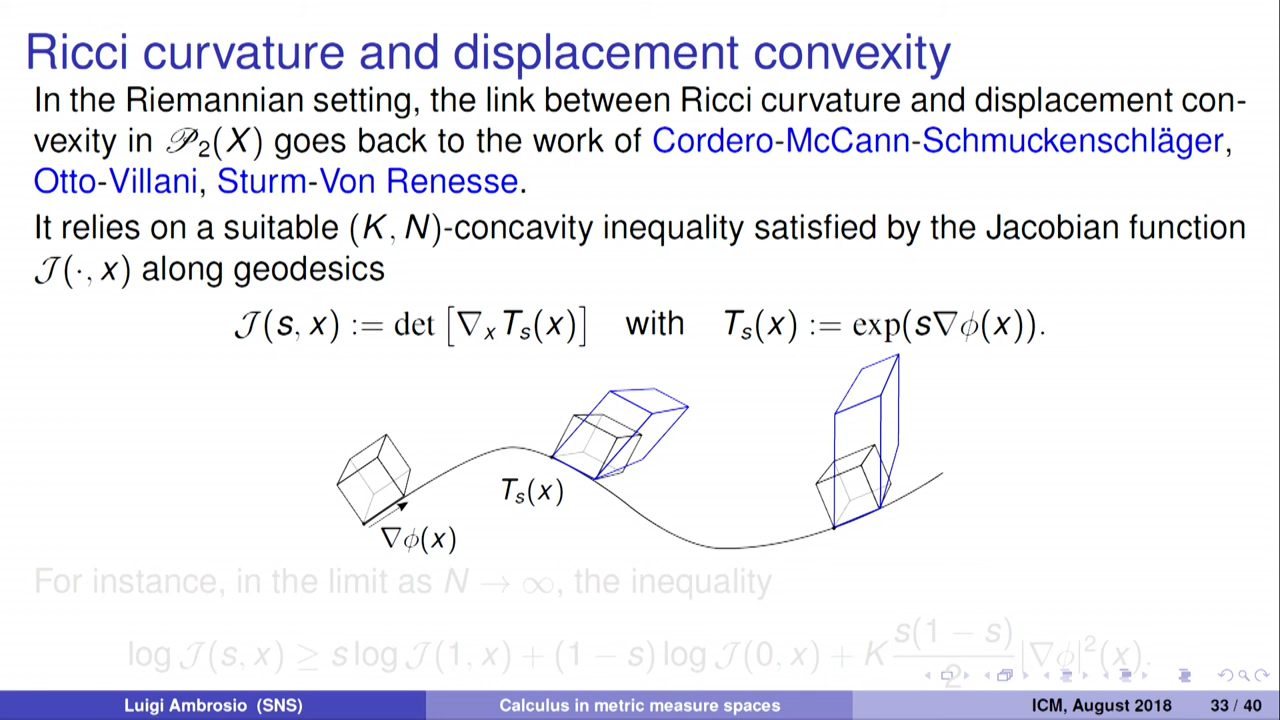 Ricci curvature and displacement convexity
In the Riemannian setting, the link between Ricci curvature and displacement con-
vexity in 𝒫₂(X) goes back to the work of Cordero-McCann-Schmuckenschläger,
Otto-Villani, Sturm-Von Renesse.
It relies on a suitable (K, N)-concavity inequality satisfied by the Jacobian function
𝒥(·, x) along geodesics
𝒥(s, x) := det [∇ₓTₛ(x)] with Tₛ(x) := exp(s∇ϕ(x)).
Tₛ(x)
∇ϕ(x)
For instance, in the limit as N → ∞, the inequality
log 𝒥(s, x) ≥ s log 𝒥(1, x) + (1 − s) log 𝒥(0, x) + K s(1 − s)/2 |∇ϕ|²(x).
Luigi Ambrosio (SNS) Calculus in metric measure spaces ICM, August 2018 33 / 40